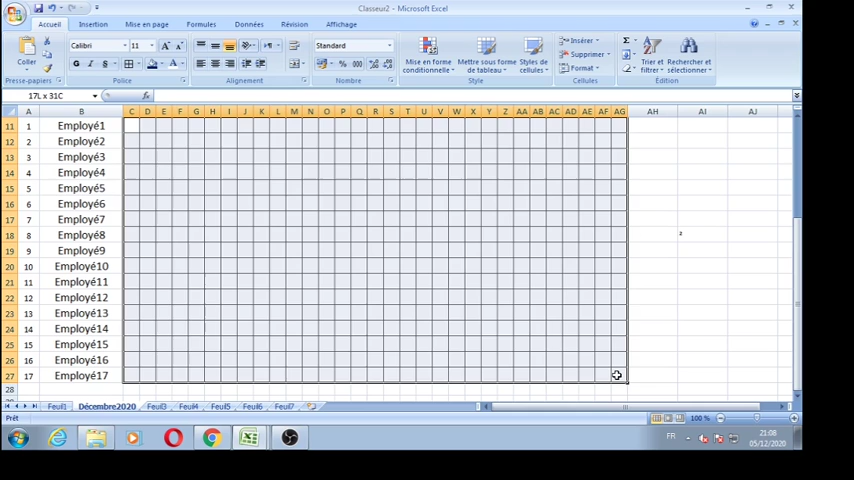 Classeur2 - Microsoft Excel
Accueil Insertion Mise en page Formules Données Révision Affichage
Coller
Calibri 11
G I S
Standard
% 000
Mise en forme conditionnelle
Mettre sous forme de tableau
Styles de cellules
Insérer
Supprimer
Format
Σ
Trier et filtrer
Rechercher et sélectionner
Presse-papiers Police Alignement Nombre Style Cellules
17L x 31C fx
A B C D E F G H I J K L M N O P Q R S T U V W X Y Z AA AB AC AD AE AF AG AH AI AJ
11 1 Employé1
12 2 Employé2
13 3 Employé3
14 4 Employé4
15 5 Employé5
16 6 Employé6
17 7 Employé7
18 8 Employé8 ²
19 9 Employé9
20 10 Employé10
21 11 Employé11
22 12 Employé12
23 13 Employé13
24 14 Employé14
25 15 Employé15
26 16 Employé16
27 17 Employé17
28
Feuil1 Décembre2020 Feuil3 Feuil4 Feuil5 Feuil6 Feuil7
Prêt 100 %
FR 21:06
05/12/2020